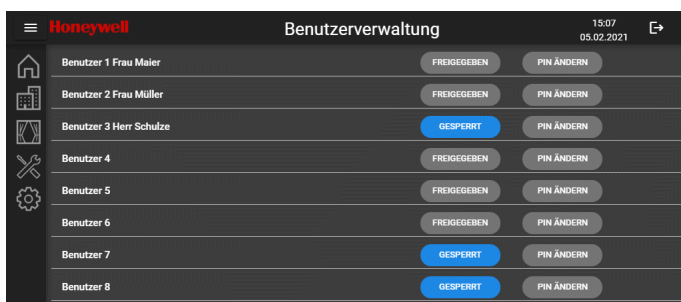 Honeywell Benutzerverwaltung 15:07
05.02.2021
Benutzer 1 Frau Maier FREIGEGEBEN PIN ÄNDERN
Benutzer 2 Frau Müller FREIGEGEBEN PIN ÄNDERN
Benutzer 3 Herr Schulze GESPERRT PIN ÄNDERN
Benutzer 4 FREIGEGEBEN PIN ÄNDERN
Benutzer 5 FREIGEGEBEN PIN ÄNDERN
Benutzer 6 FREIGEGEBEN PIN ÄNDERN
Benutzer 7 GESPERRT PIN ÄNDERN
Benutzer 8 GESPERRT PIN ÄNDERN